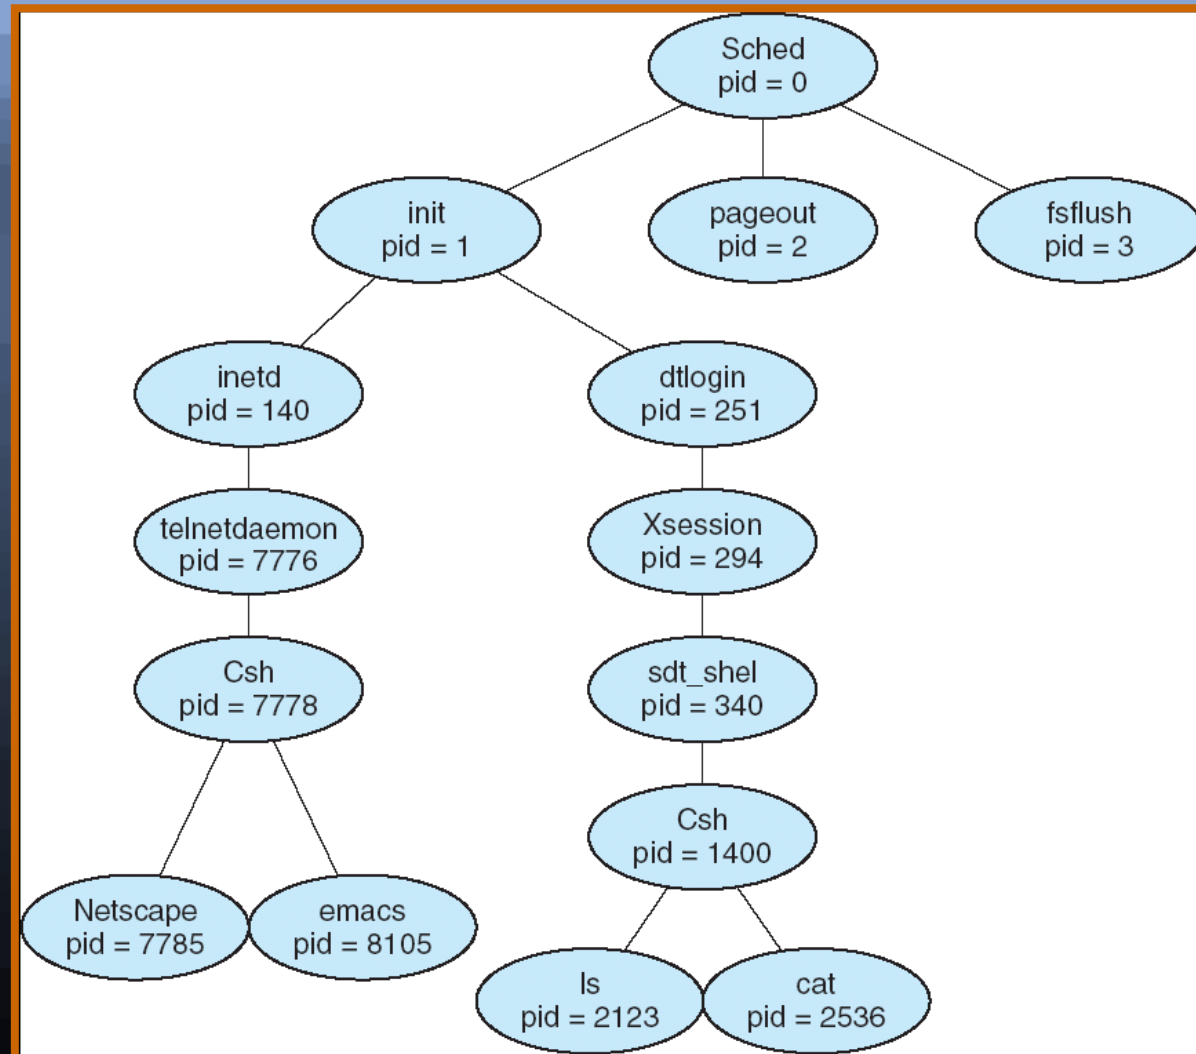 Sched
pid = 0
init
pid = 1
pageout
pid = 2
fsflush
pid = 3
inetd
pid = 140
dtlogin
pid = 251
telnetdaemon
pid = 7776
Xsession
pid = 294
Csh
pid = 7778
sdt_shel
pid = 340
Csh
pid = 1400
Netscape
pid = 7785
emacs
pid = 8105
ls
pid = 2123
cat
pid = 2536